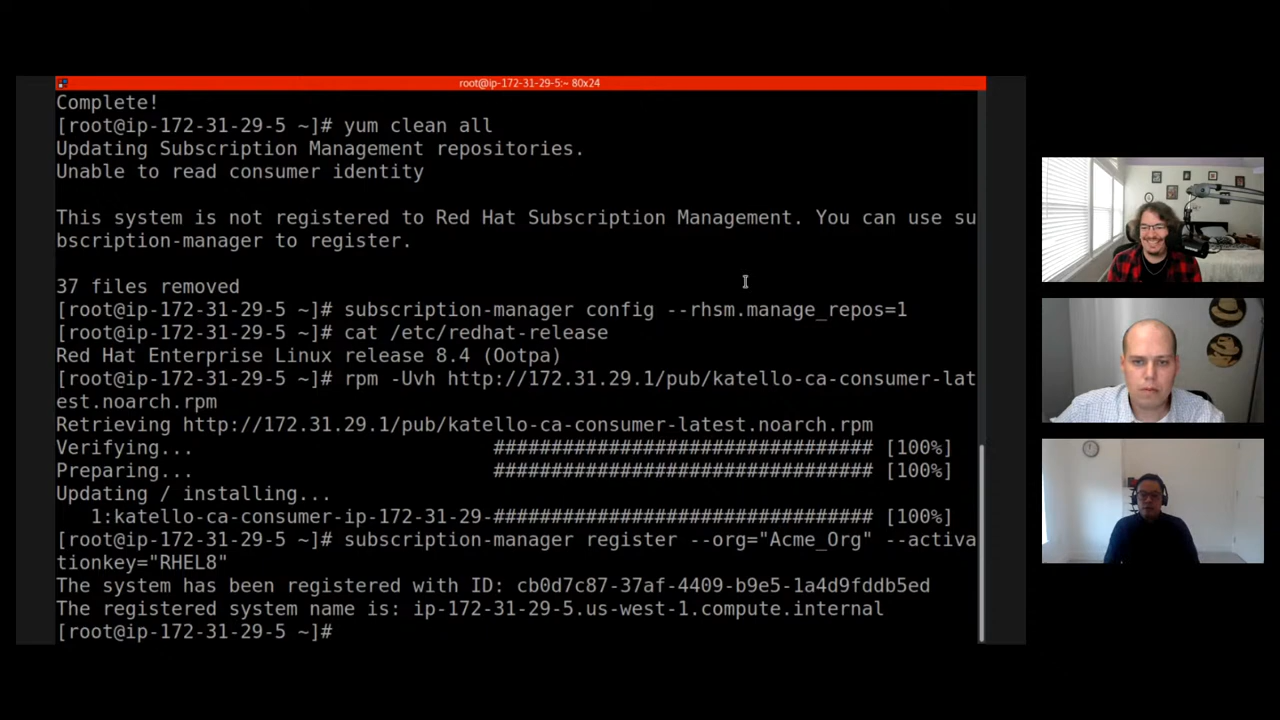 root@ip-172-31-29-5:~ 80x24
Complete!
[root@ip-172-31-29-5 ~]# yum clean all
Updating Subscription Management repositories.
Unable to read consumer identity
This system is not registered to Red Hat Subscription Management. You can use su
bscription-manager to register.
37 files removed
[root@ip-172-31-29-5 ~]# subscription-manager config --rhsm.manage_repos=1
[root@ip-172-31-29-5 ~]# cat /etc/redhat-release
Red Hat Enterprise Linux release 8.4 (Ootpa)
[root@ip-172-31-29-5 ~]# rpm -Uvh http://172.31.29.1/pub/katello-ca-consumer-lat
est.noarch.rpm
Retrieving http://172.31.29.1/pub/katello-ca-consumer-latest.noarch.rpm
Verifying...                          ################################# [100%]
Preparing...                          ################################# [100%]
Updating / installing...
   1:katello-ca-consumer-ip-172-31-29-################################# [100%]
[root@ip-172-31-29-5 ~]# subscription-manager register --org="Acme_Org" --activa
tionkey="RHEL8"
The system has been registered with ID: cb0d7c87-37af-4409-b9e5-1a4d9fddb5ed
The registered system name is: ip-172-31-29-5.us-west-1.compute.internal
[root@ip-172-31-29-5 ~]#